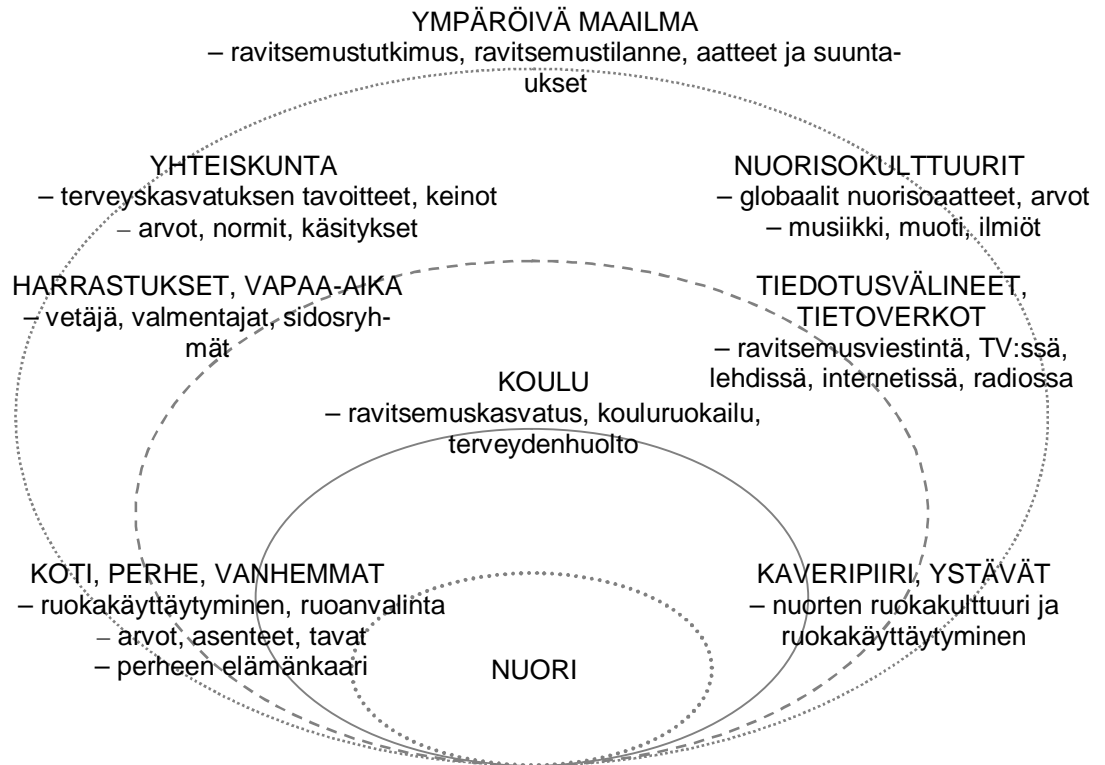 YMPÄRÖIVÄ MAAILMA
– ravitsemustutkimus, ravitsemustilanne, aatteet ja suunta-
ukset
YHTEISKUNTA
– terveyskasvatuksen tavoitteet, keinot
– arvot, normit, käsitykset
NUORISOKULTTUURIT
– globaalit nuorisoaatteet, arvot
– musiikki, muoti, ilmiöt
HARRASTUKSET, VAPAA-AIKA
– vetäjä, valmentajat, sidosryh-
mät
TIEDOTUSVÄLINEET,
TIETOVERKOT
– ravitsemusviestintä, TV:ssä,
lehdissä, internetissä, radiossa
KOULU
– ravitsemuskasvatus, kouluruokailu,
terveydenhuolto
KOTI, PERHE, VANHEMMAT
– ruokakäyttäytyminen, ruoanvalinta
– arvot, asenteet, tavat
– perheen elämänkaari
KAVERIPIIRI, YSTÄVÄT
– nuorten ruokakulttuuri ja
ruokakäyttäytyminen
NUORI